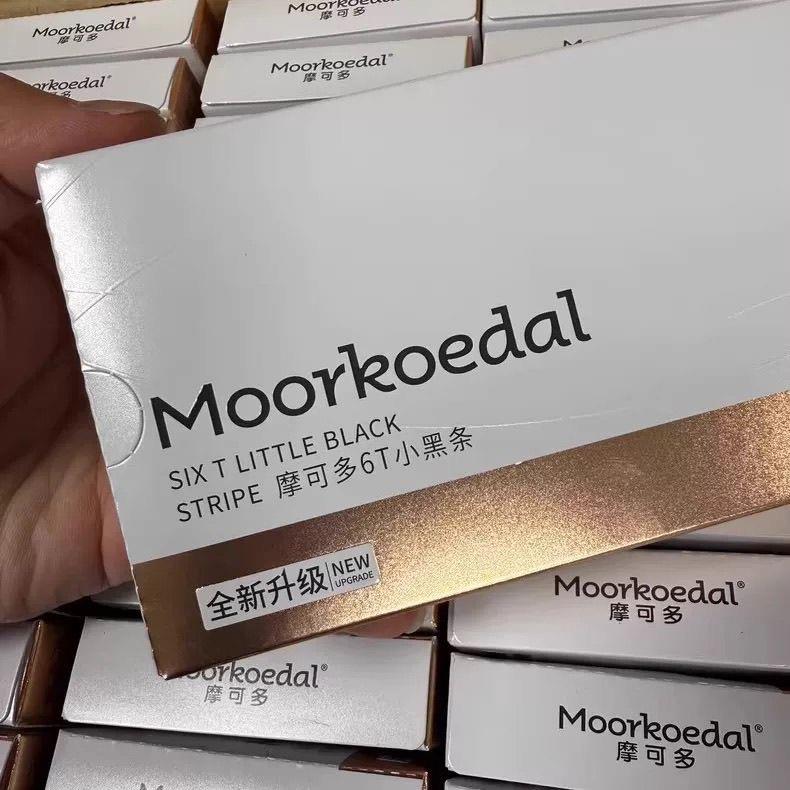 Moorkoedal®
摩可多
Moorkoedal®
摩可多
Moorkoedal
SIX T LITTLE BLACK
STRIPE 摩可多6T小黑条
全新升级 NEW
UPGRADE
Moorkoedal®
摩可多
Moorkoedal®
摩可多
Moorkoedal®
摩可多